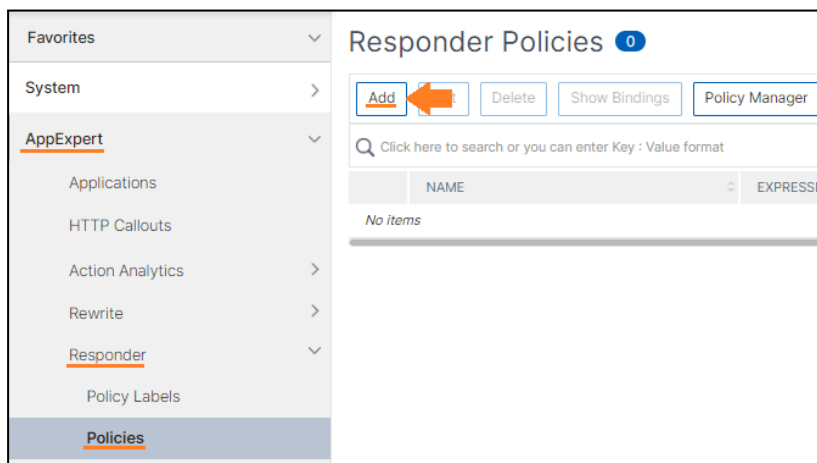 Favorites
System
AppExpert
Applications
HTTP Callouts
Action Analytics
Rewrite
Responder
Policy Labels
Policies
Responder Policies 0
Add Delete Show Bindings Policy Manager
Click here to search or you can enter Key : Value format
NAME
No items